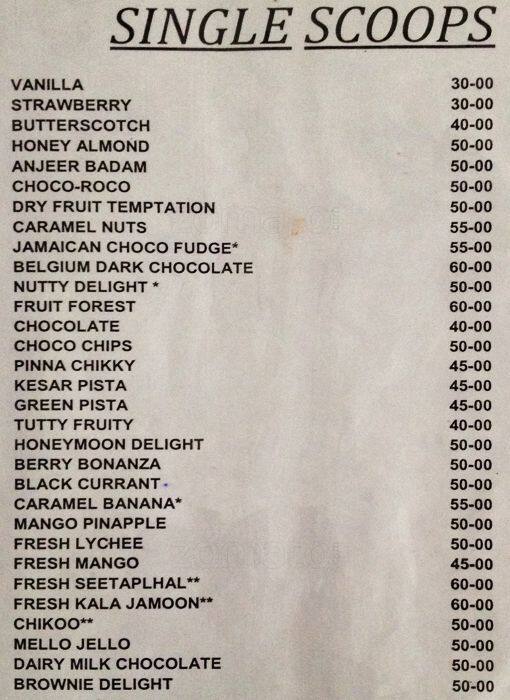 SINGLE SCOOPS
VANILLA 30-00
STRAWBERRY 30-00
BUTTERSCOTCH 40-00
HONEY ALMOND 50-00
ANJEER BADAM 50-00
CHOCO-ROCO 50-00
DRY FRUIT TEMPTATION 50-00
CARAMEL NUTS 55-00
JAMAICAN CHOCO FUDGE* 55-00
BELGIUM DARK CHOCOLATE 60-00
NUTTY DELIGHT * 50-00
FRUIT FOREST 60-00
CHOCOLATE 40-00
CHOCO CHIPS 50-00
PINNA CHIKKY 45-00
KESAR PISTA 45-00
GREEN PISTA 45-00
TUTTY FRUITY 40-00
HONEYMOON DELIGHT 50-00
BERRY BONANZA 50-00
BLACK CURRANT 50-00
CARAMEL BANANA* 55-00
MANGO PINAPPLE 50-00
FRESH LYCHEE 50-00
FRESH MANGO 45-00
FRESH SEETAPLHAL** 60-00
FRESH KALA JAMOON** 60-00
CHIKOO** 50-00
MELLO JELLO 50-00
DAIRY MILK CHOCOLATE 50-00
BROWNIE DELIGHT 50-00